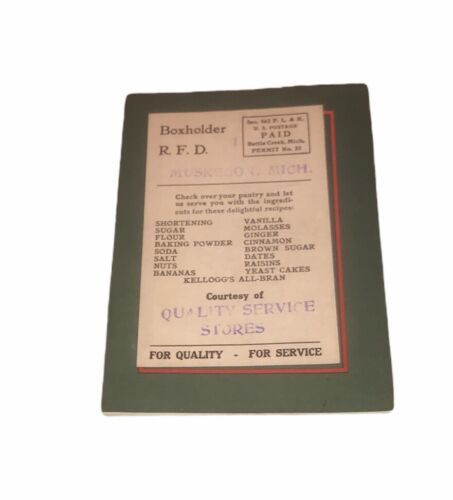 Boxholder
R. F. D.
Sec. 562 P. L. & R.
U. S. POSTAGE
PAID
Battle Creek, Mich.
PERMIT No. 33
MUSKEGON, MICH.
Check over your pantry and let
us serve you with the ingredi-
ents for these delightful recipes:
SHORTENING VANILLA
SUGAR MOLASSES
FLOUR GINGER
BAKING POWDER CINNAMON
SODA BROWN SUGAR
SALT DATES
NUTS RAISINS
BANANAS YEAST CAKES
KELLOGG'S ALL-BRAN
Courtesy of
QUALITY SERVICE
STORES
FOR QUALITY - FOR SERVICE